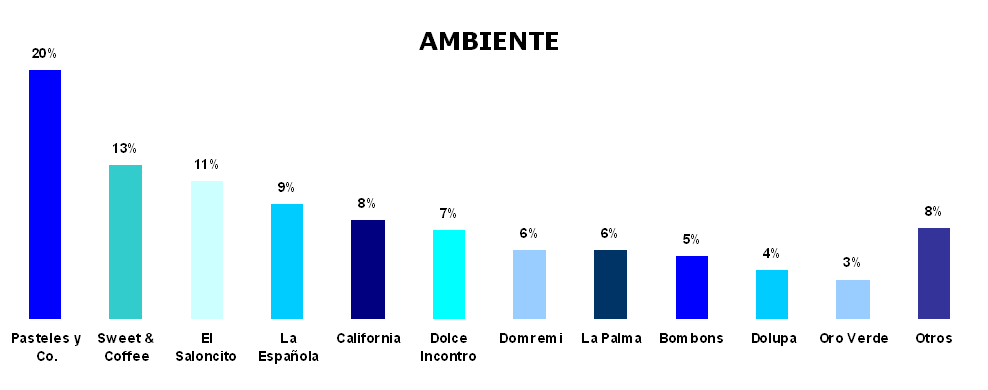 AMBIENTE
20%
13%
11%
9%
8%
7%
6%
6%
5%
4%
3%
8%
Pasteles y
Co.
Sweet &
Coffee
El
Saloncito
La
Española
California
Dolce
Incontro
Domremi
La Palma
Bombons
Dolupa
Oro Verde
Otros